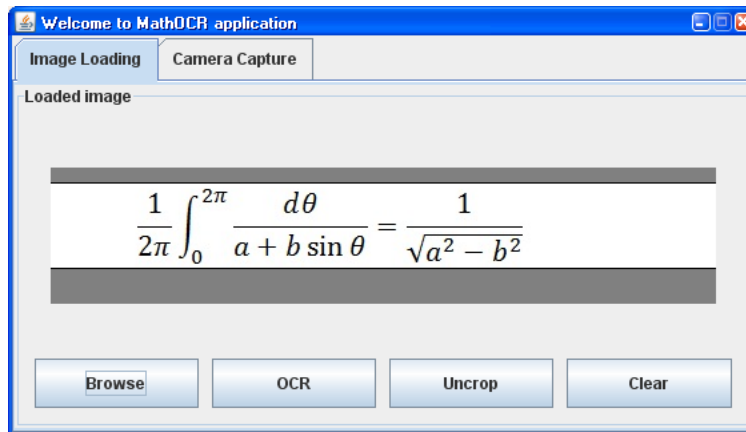 Welcome to MathOCR application
Image Loading Camera Capture
Loaded image
1/2π ∫₀^2π dθ/(a + b sin θ) = 1/√(a² − b²)
Browse OCR Uncrop Clear